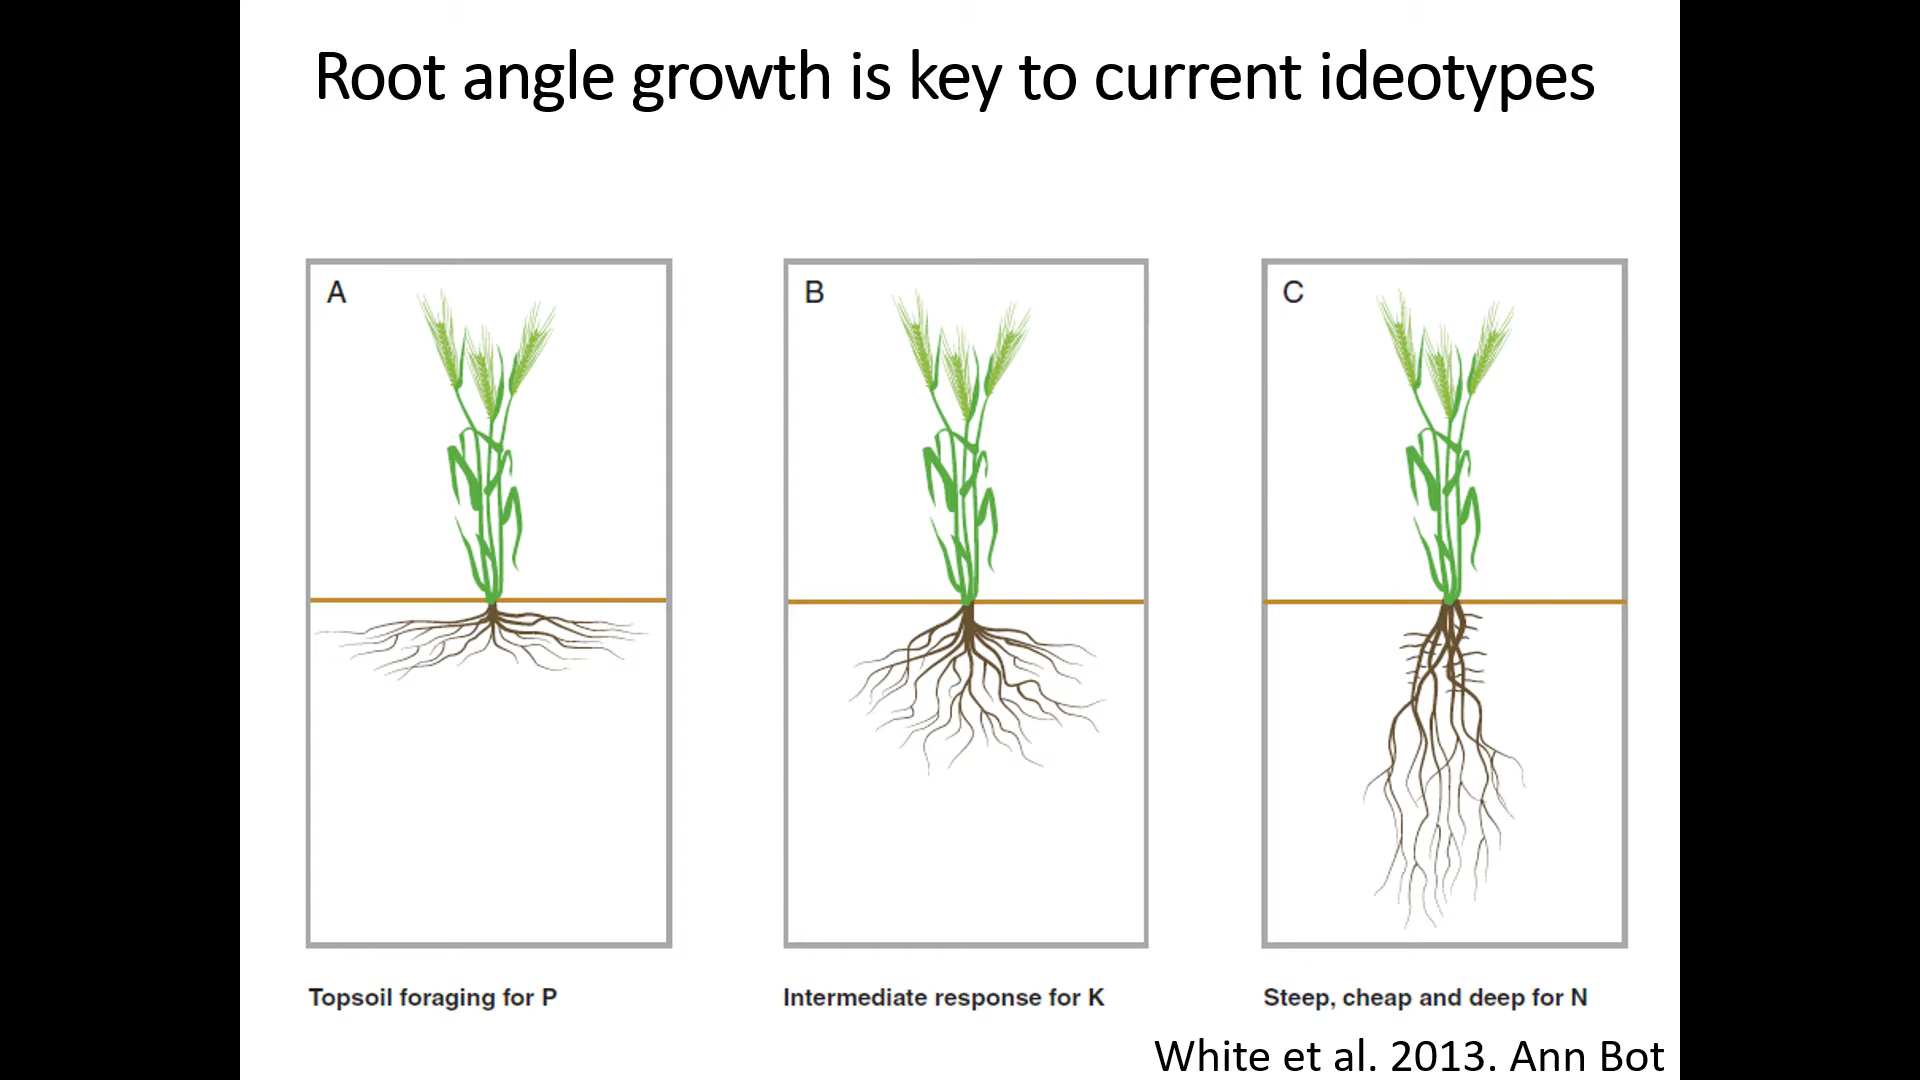 Root angle growth is key to current ideotypes
A
B
C
Topsoil foraging for P
Intermediate response for K
Steep, cheap and deep for N
White et al. 2013. Ann Bot